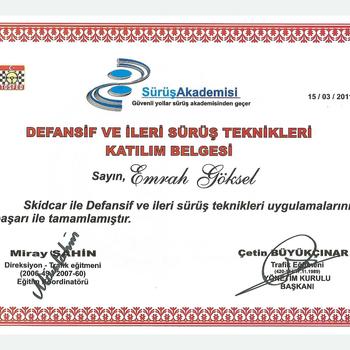 TOSFED
SürüşAkademisi
Güvenli yollar sürüş akademisinden geçer
15 / 03 / 201
DEFANSİF VE İLERİ SÜRÜŞ TEKNİKLERİ
KATILIM BELGESİ
Sayın, Emrah Göksel
Skidcar ile Defansif ve ileri sürüş teknikleri uygulamaların
başarı ile tamamlamıştır.
Miray ŞAHİN
Direksiyon - Trafik eğitmeni
Eğitim Koordinatörü
Çetin BÜYÜKÇINAR
Trafik Eğitmeni
YÖNETİM KURULU
BAŞKANI